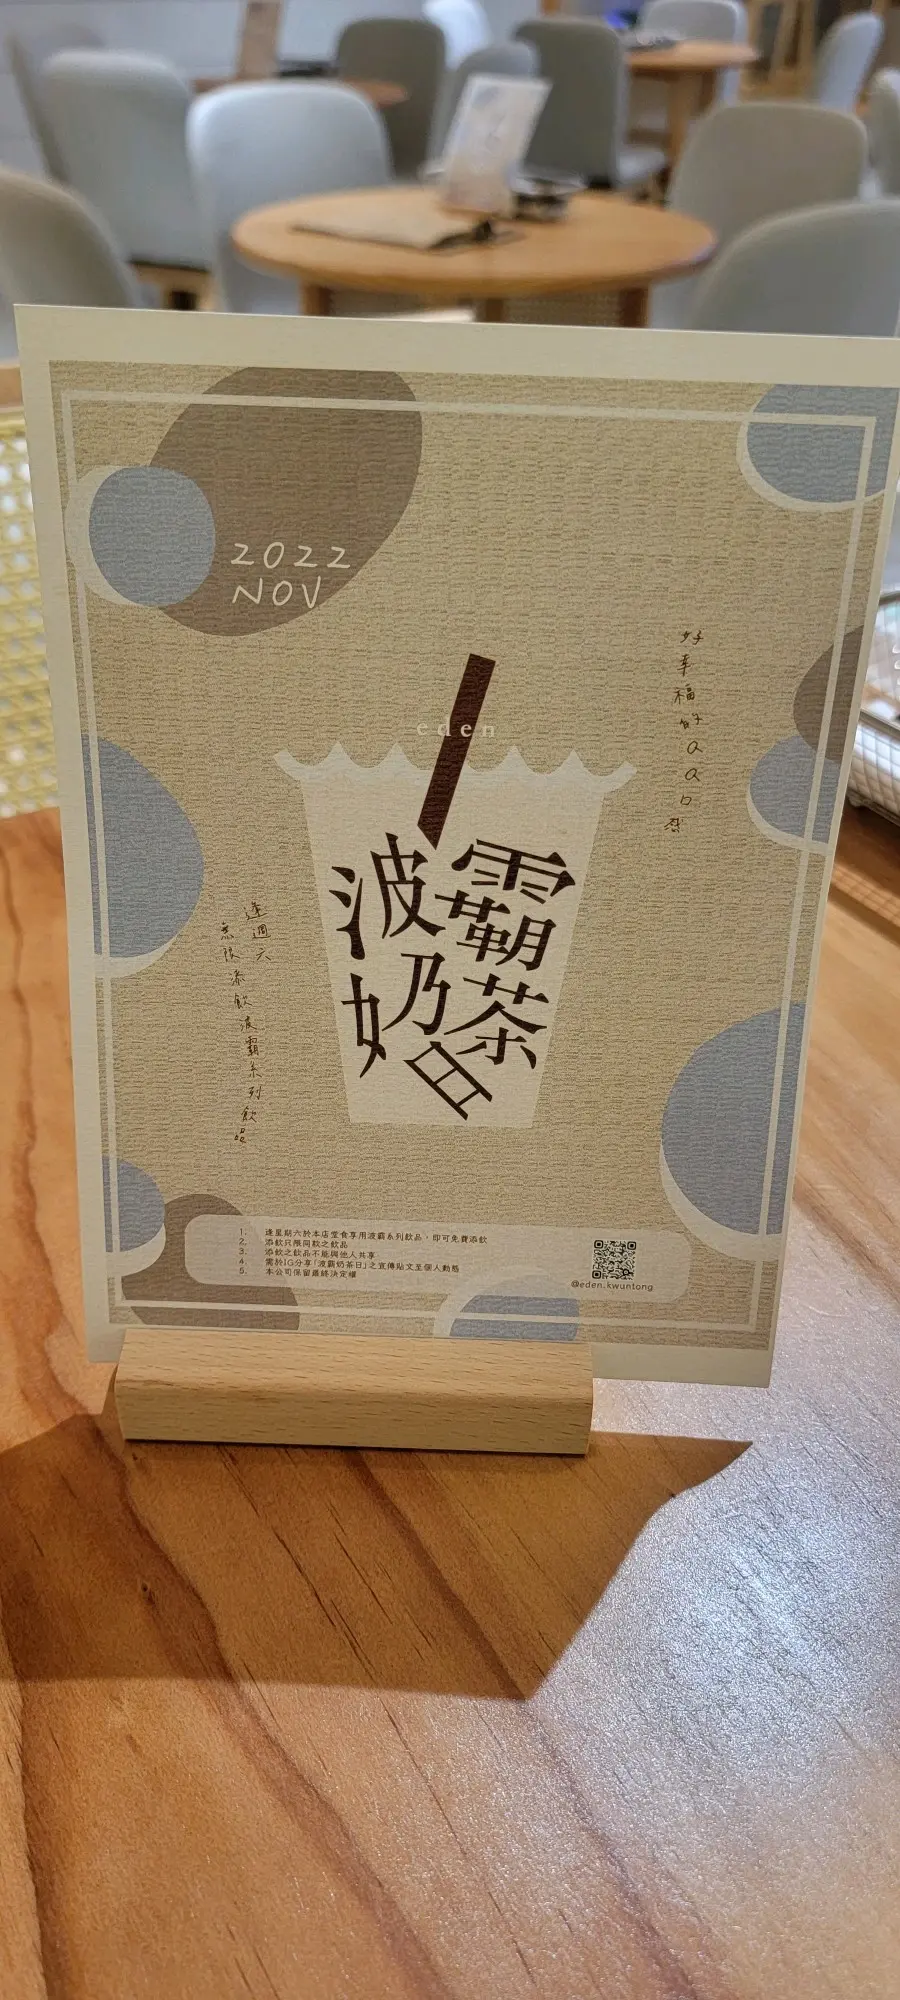 2022
NOV
好幸福好QQ口感
eden
波霸
奶茶
日
逢週六
無限添飲波霸系列飲品
1. 逢星期六於本店堂食享用波霸系列飲品，即可免費添飲
2. 添飲只限同款之飲品
3. 添飲之飲品不能與他人共享
4. 需於IG分享「波霸奶茶日」之宣傳貼文至個人動態
5. 本公司保留最終決定權
@eden.kwuntong